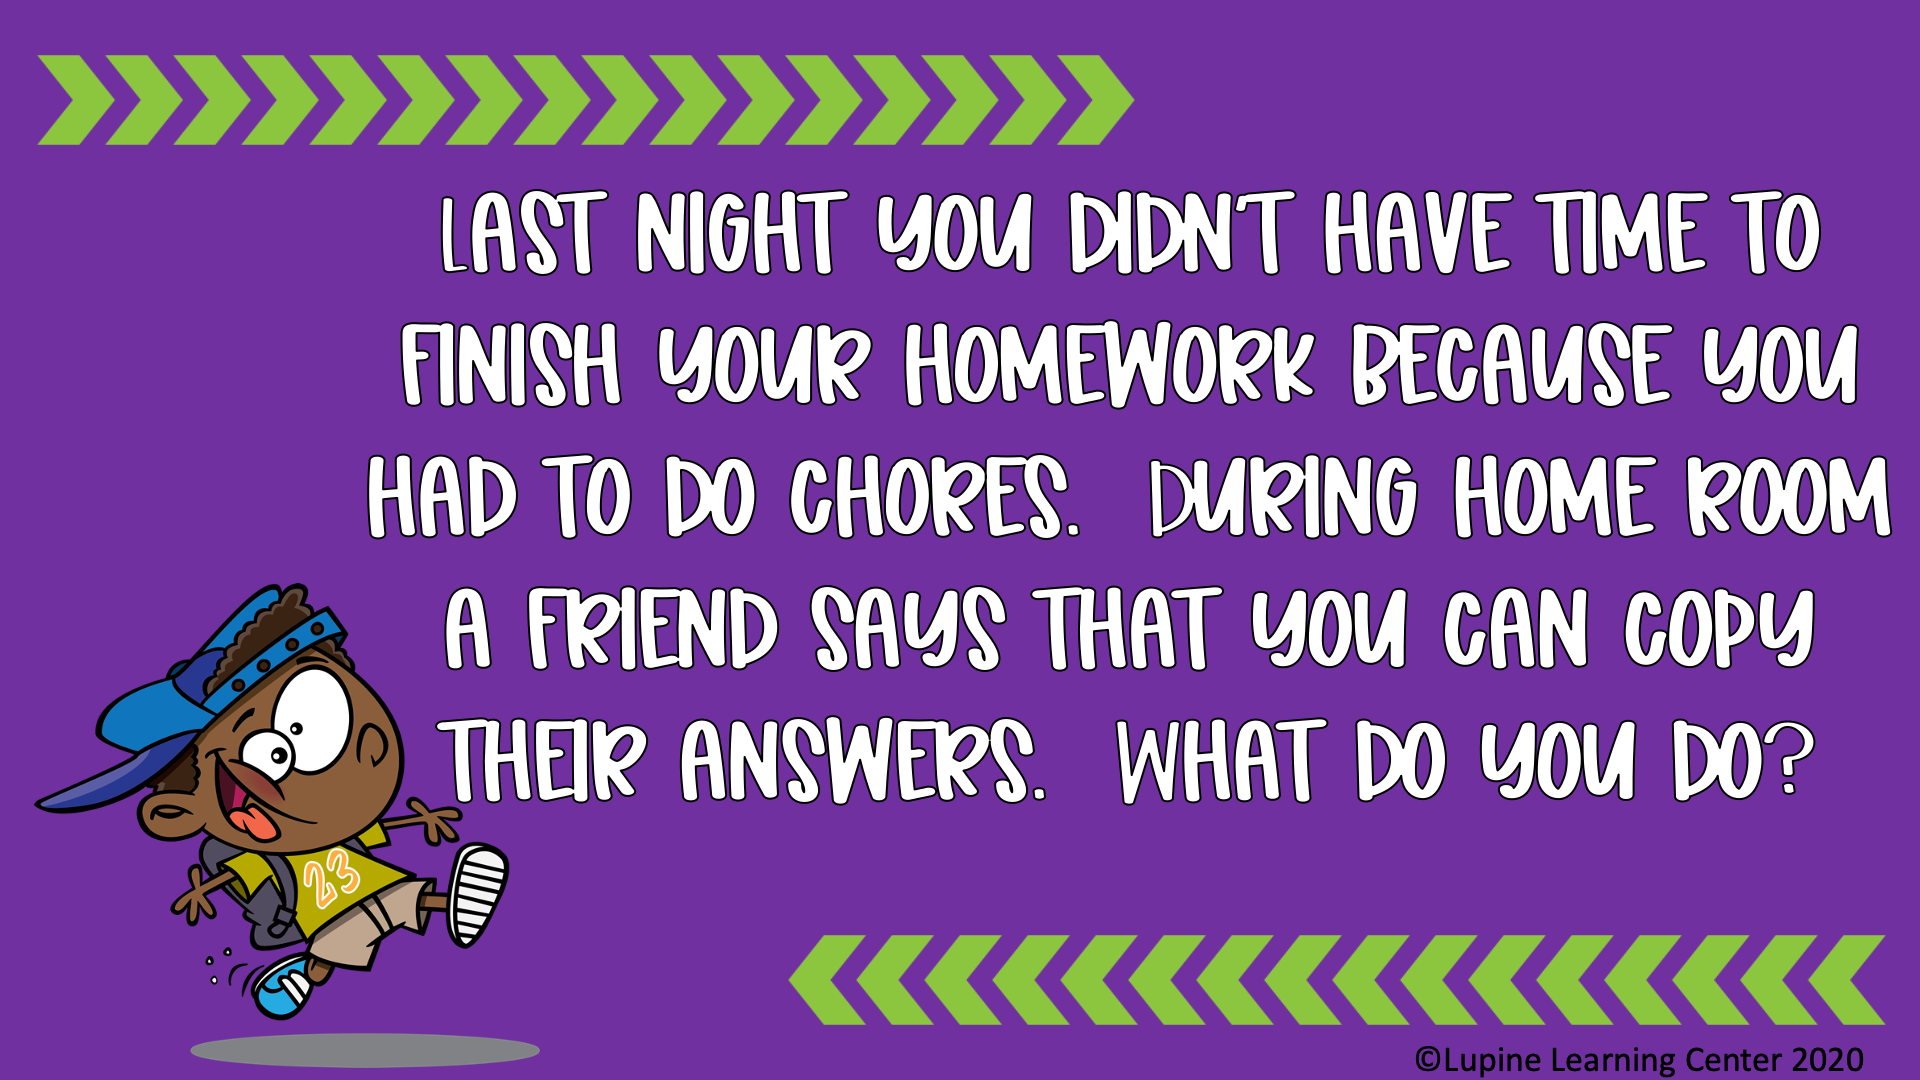 LAST NIGHT YOU DIDN'T HAVE TIME TO
FINISH YOUR HOMEWORK BECAUSE YOU
HAD TO DO CHORES. DURING HOME ROOM
A FRIEND SAYS THAT YOU CAN COPY
THEIR ANSWERS. WHAT DO YOU DO?
23
©Lupine Learning Center 2020